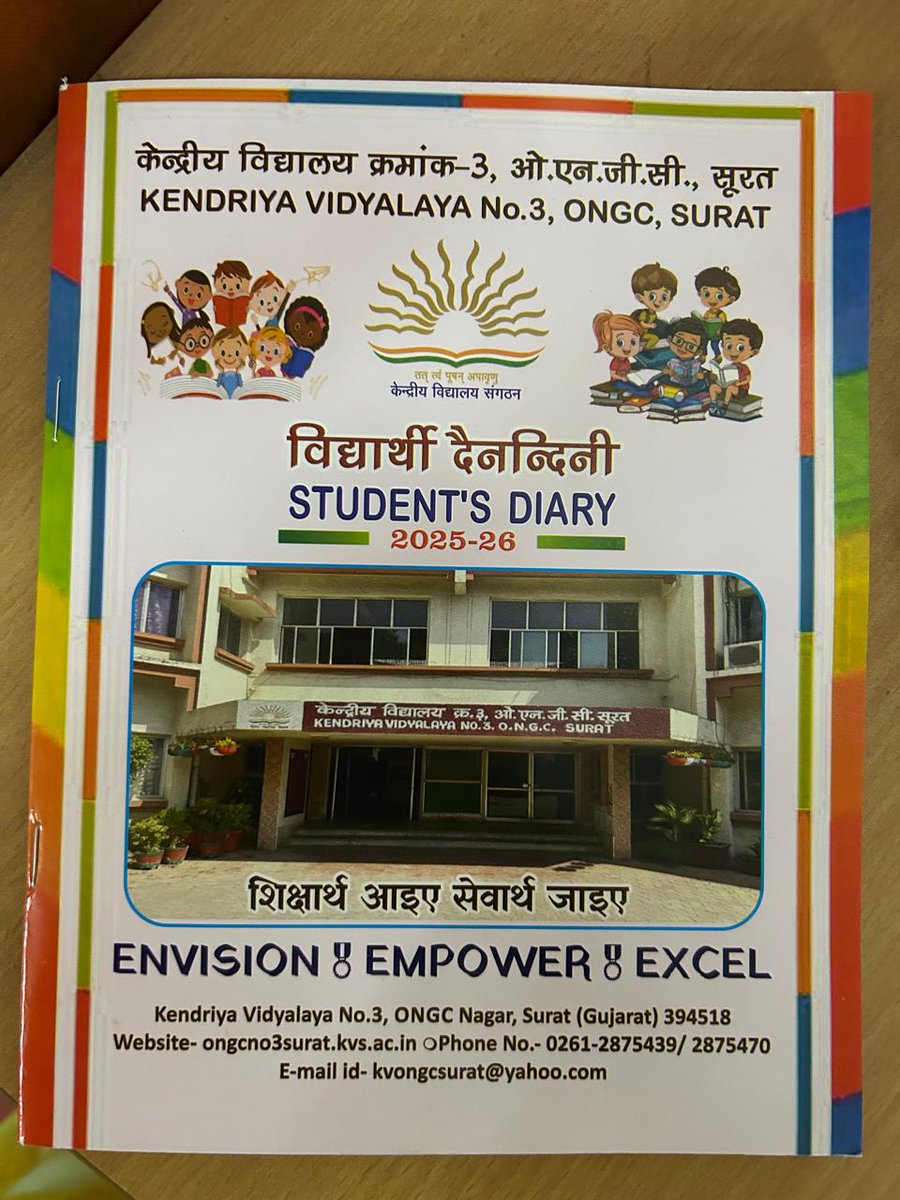 केन्द्रीय विद्यालय क्रमांक-3, ओ.एन.जी.सी., सूरत
KENDRIYA VIDYALAYA No.3, ONGC, SURAT
तत् त्वं पूषन् अपावृणु
केन्द्रीय विद्यालय संगठन
विद्यार्थी दैनन्दिनी
STUDENT'S DIARY
2025-26
केन्द्रीय विद्यालय क्र.३, ओ.एन.जी.सी. सूरत
KENDRIYA VIDYALAYA NO.3. O.N.G.C. SURAT
शिक्षार्थ आइए सेवार्थ जाइए
ENVISION EMPOWER EXCEL
Kendriya Vidyalaya No.3, ONGC Nagar, Surat (Gujarat) 394518
Website- ongcno3surat.kvs.ac.in Phone No.- 0261-2875439/ 2875470
E-mail id- kvongcsurat@yahoo.com